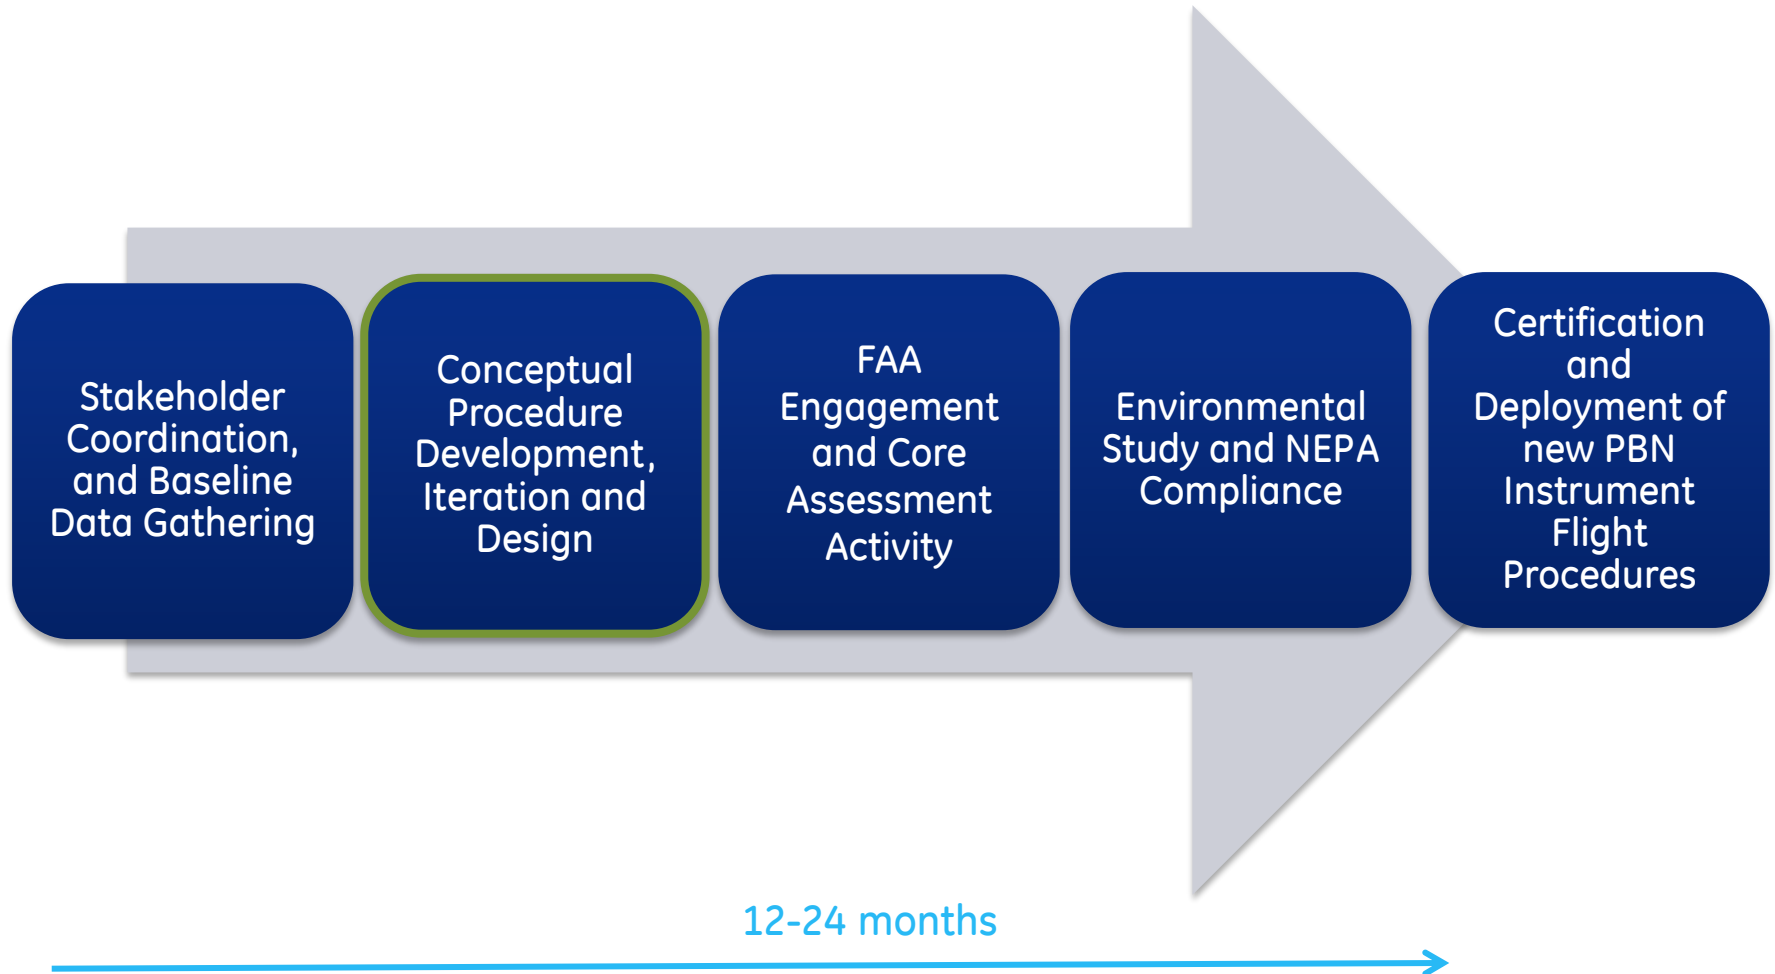 Stakeholder
Coordination,
and Baseline
Data Gathering
Conceptual
Procedure
Development,
Iteration and
Design
FAA
Engagement
and Core
Assessment
Activity
Environmental
Study and NEPA
Compliance
Certification
and
Deployment of
new PBN
Instrument
Flight
Procedures
12-24 months